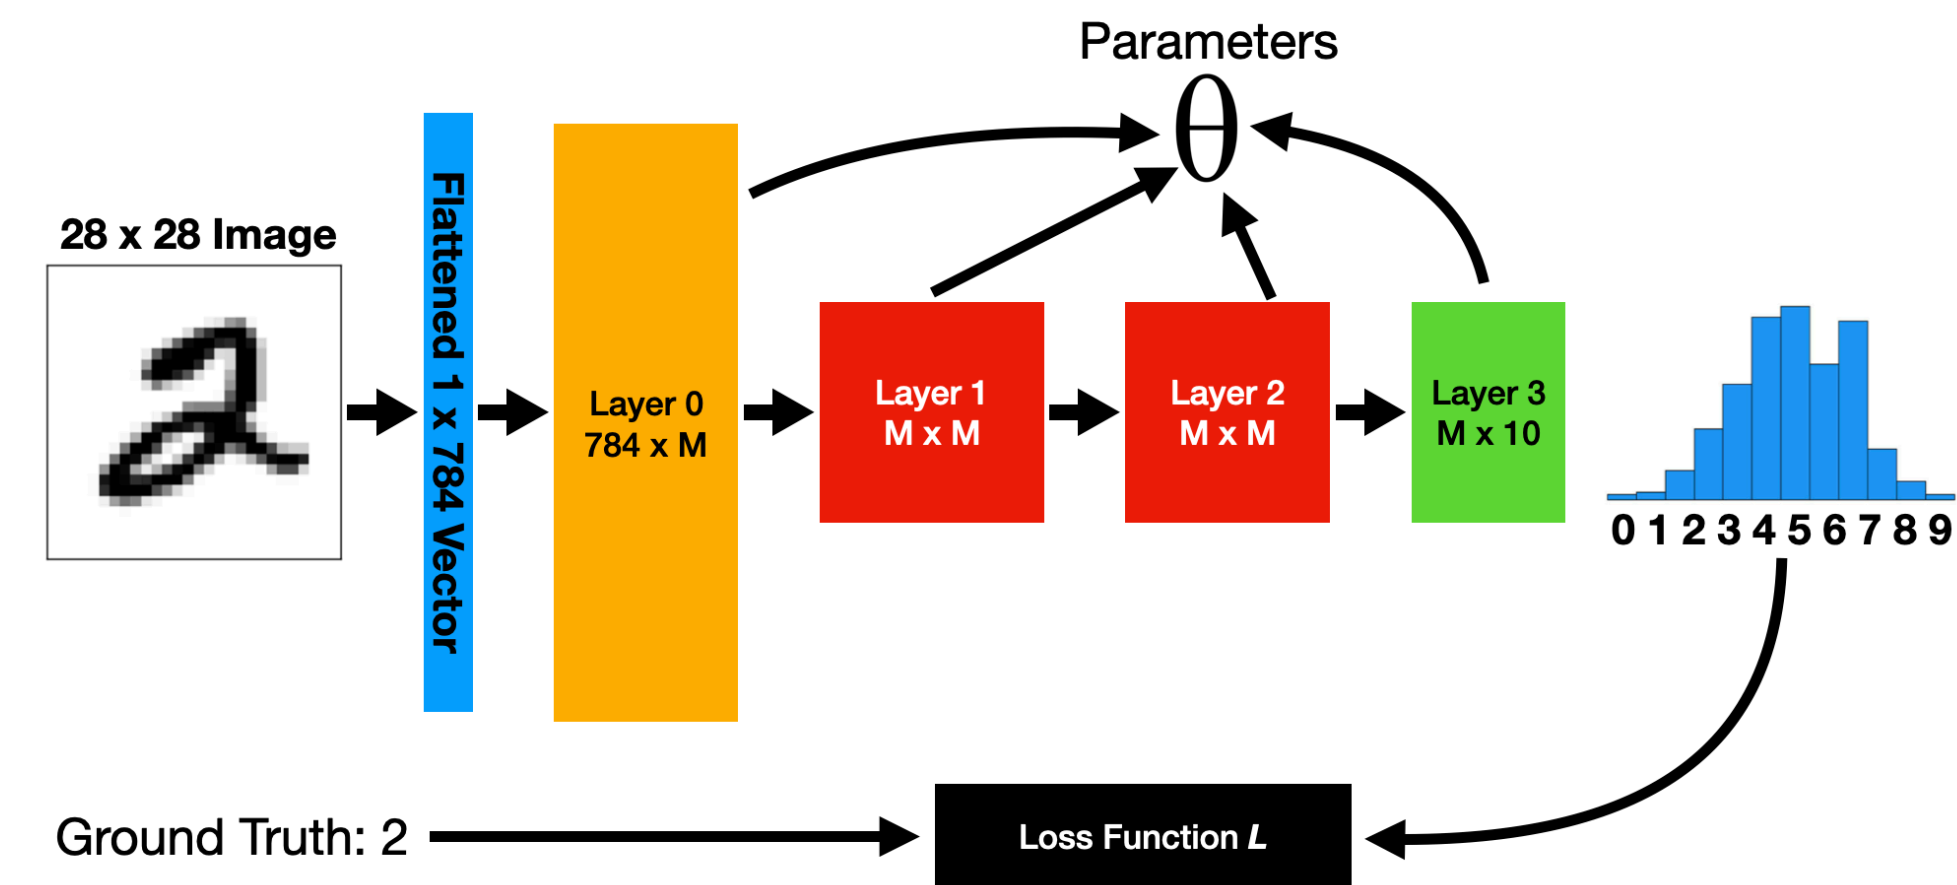 Parameters
θ
28 x 28 Image
Flattened 1 x 784 Vector
Layer 0
784 x M
Layer 1
M x M
Layer 2
M x M
Layer 3
M x 10
0 1 2 3 4 5 6 7 8 9
Ground Truth: 2
Loss Function L